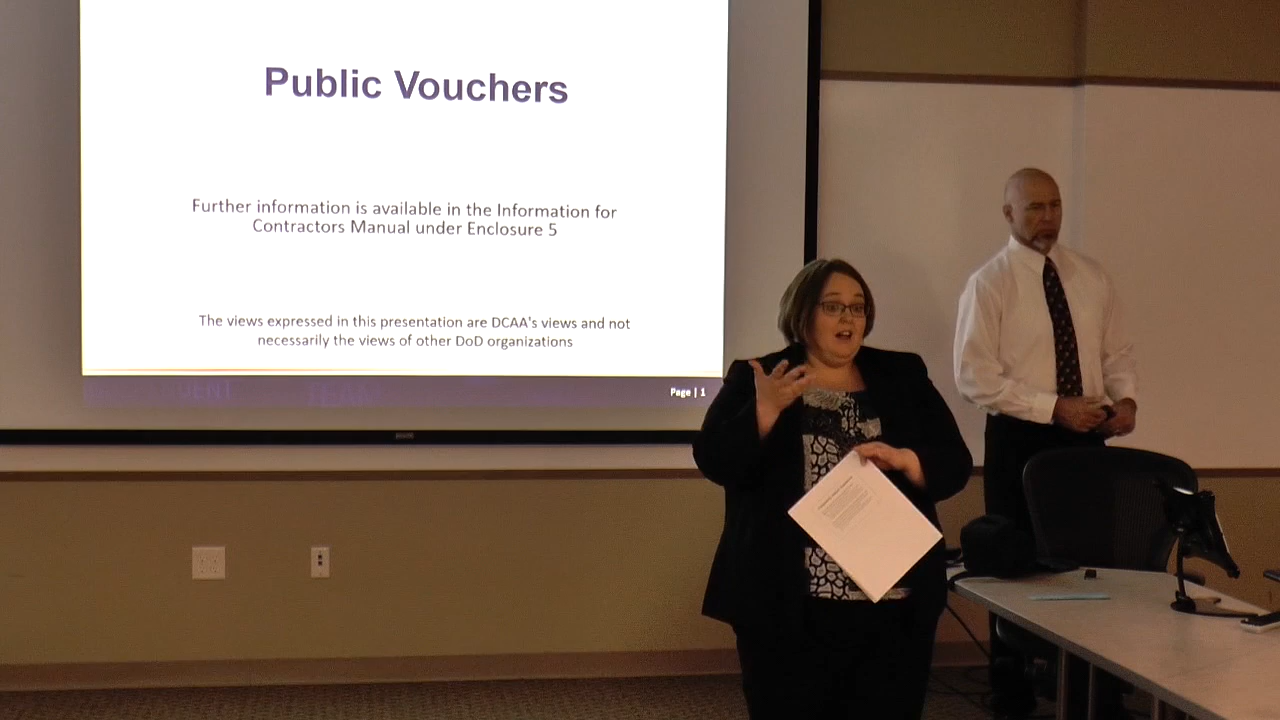 Public Vouchers
Further information is available in the Information for
Contractors Manual under Enclosure 5
The views expressed in this presentation are DCAA's views and not
necessarily the views of other DoD organizations
Page | 1